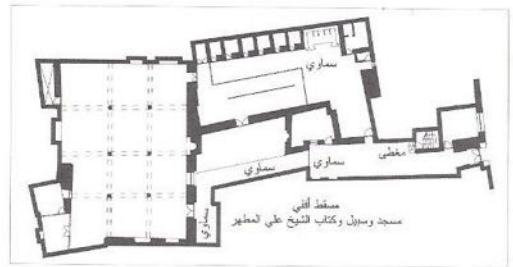 سماوي
مغطى
سماوي
سماوي
سماوي
مسقط أفقي
مسجد وسبيل وكتاب الشيخ علي المطهر